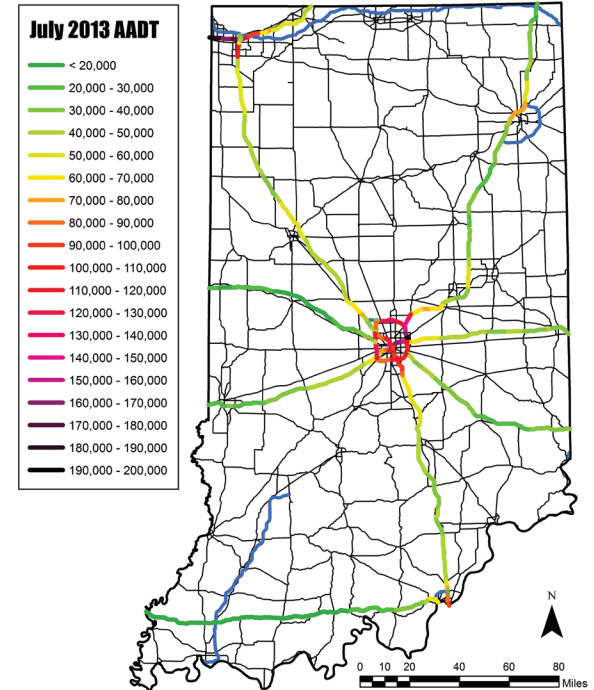 July 2013 AADT
< 20,000
20,000 - 30,000
30,000 - 40,000
40,000 - 50,000
50,000 - 60,000
60,000 - 70,000
70,000 - 80,000
80,000 - 90,000
90,000 - 100,000
100,000 - 110,000
110,000 - 120,000
120,000 - 130,000
130,000 - 140,000
140,000 - 150,000
150,000 - 160,000
160,000 - 170,000
170,000 - 180,000
180,000 - 190,000
190,000 - 200,000
N
0 10 20 40 60 80
Miles